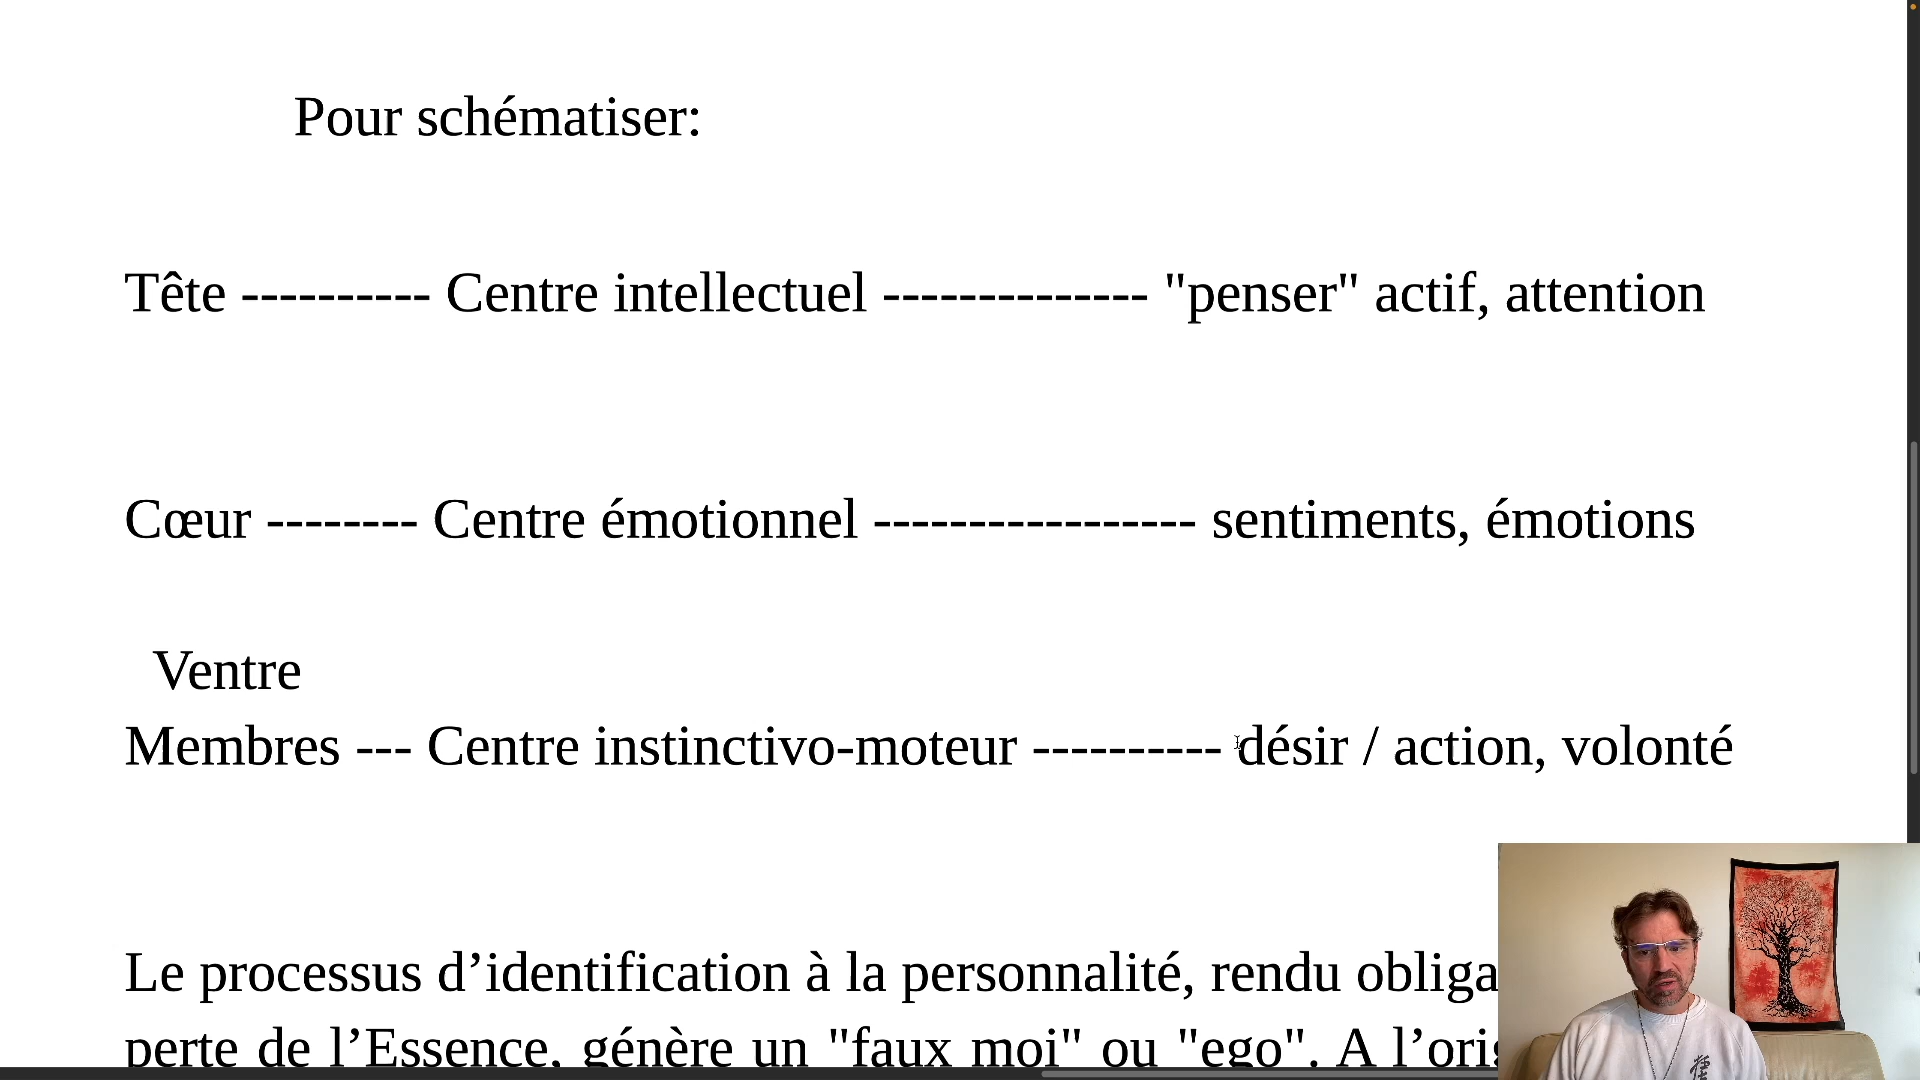 Pour schématiser:
Tête ---------- Centre intellectuel -------------- "penser" actif, attention
Cœur -------- Centre émotionnel ----------------- sentiments, émotions
Ventre
Membres --- Centre instinctivo-moteur ---------- désir / action, volonté
Le processus d’identification à la personnalité, rendu obliga
perte de l’Essence, génère un "faux moi" ou "ego". A l’orig